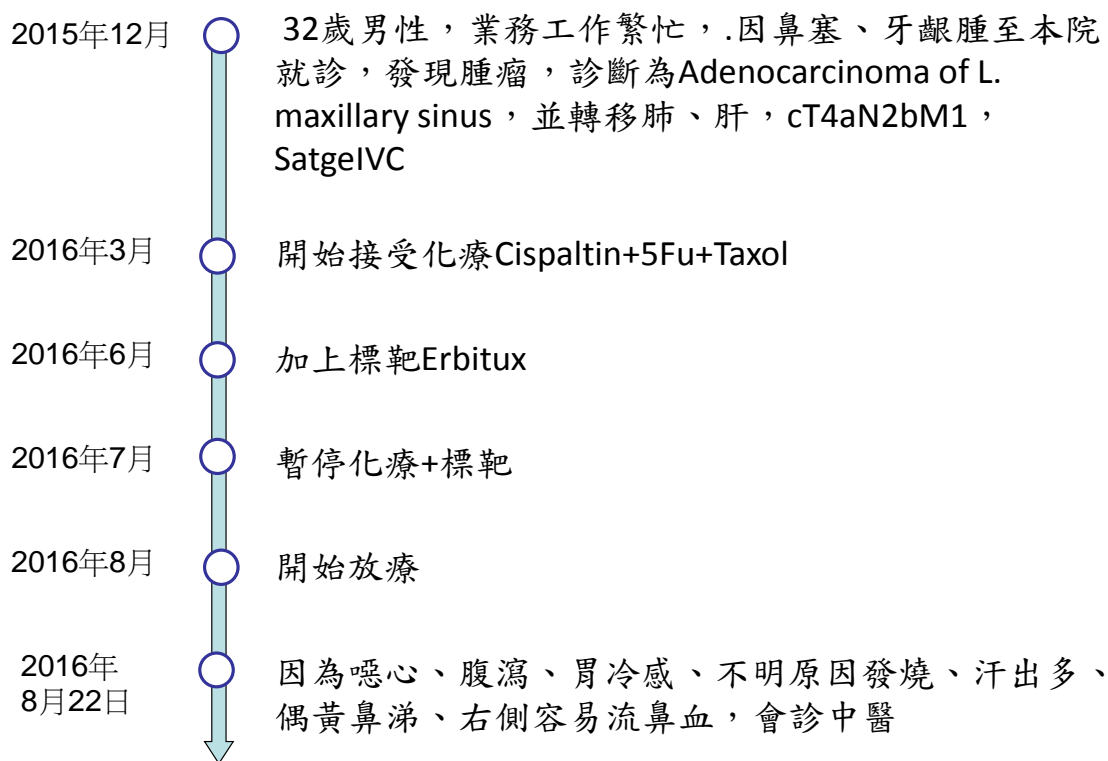 2015年12月
32歲男性，業務工作繁忙，.因鼻塞、牙齦腫至本院
就診，發現腫瘤，診斷為Adenocarcinoma of L.
maxillary sinus，並轉移肺、肝，cT4aN2bM1，
SatgeIVC
2016年3月
開始接受化療Cispaltin+5Fu+Taxol
2016年6月
加上標靶Erbitux
2016年7月
暫停化療+標靶
2016年8月
開始放療
2016年
8月22日
因為噁心、腹瀉、胃冷感、不明原因發燒、汗出多、
偶黃鼻涕、右側容易流鼻血，會診中醫